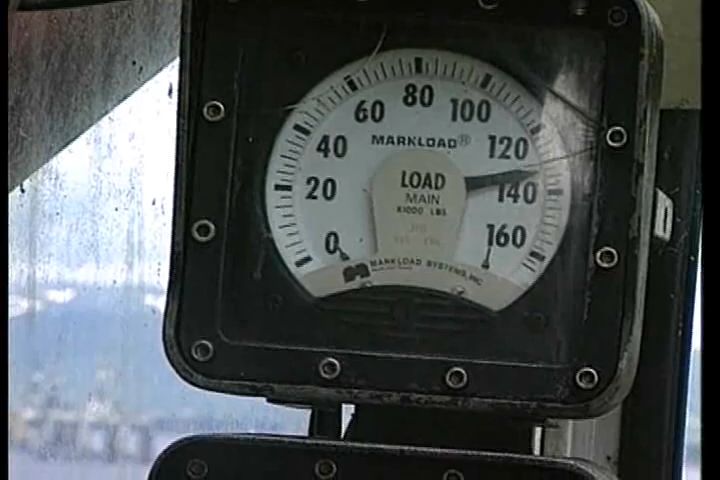 80
60 100
MARKLOAD®
40 120
LOAD
MAIN
X1000 LBS
20 140
0 160
MARKLOAD SYSTEMS, INC